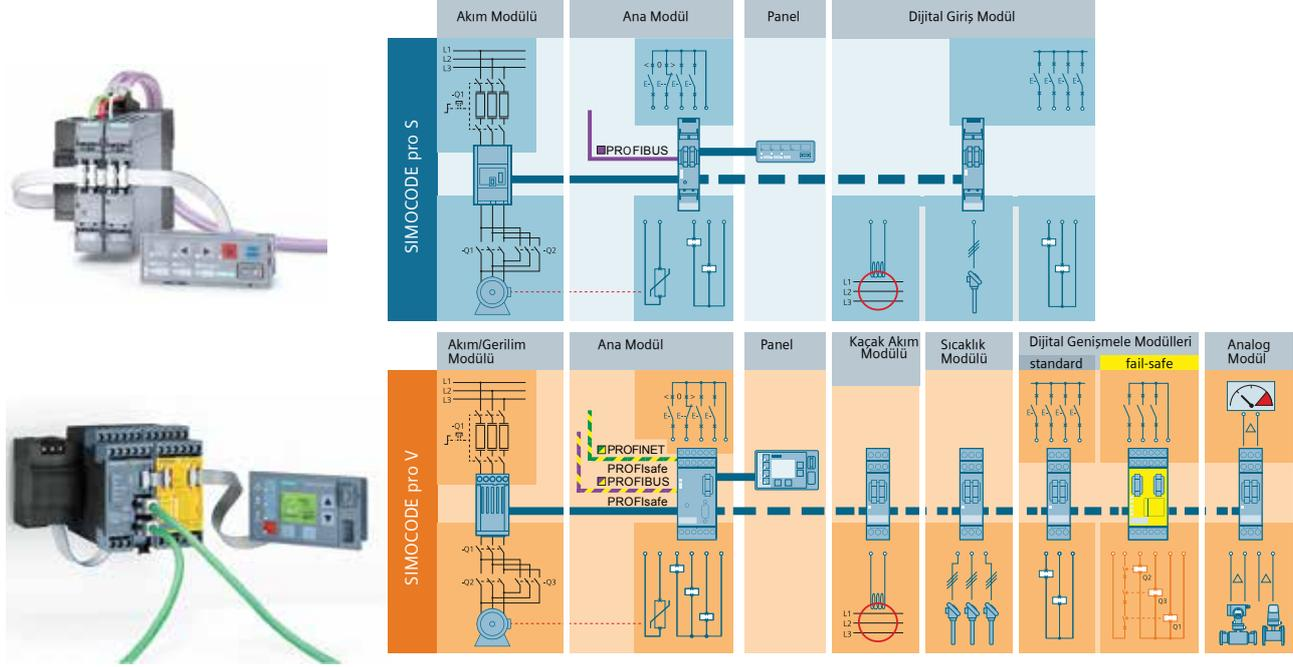 Akım Modülü
Ana Modül
Panel
Dijital Giriş Modül
SIMOCODE pro S
L1
L2
L3
-Q1
< 0 >
E-
E--
E-
E-
PROFIBUS
-Q1
-Q2
L1
L2
L3
Akım/Gerilim
Modülü
Ana Modül
Panel
Kaçak Akım
Modülü
Sıcaklık
Modülü
Dijital Genişmele Modülleri
standard
fail-safe
Analog
Modül
SIMOCODE pro V
L1
L2
L3
-Q1
< 0 >
E-
E--
E-
E-
PROFINET
PROFIsafe
PROFIBUS
PROFIsafe
-Q1
-Q2
-Q3
L1
L2
L3
Q2
Q3
Q1